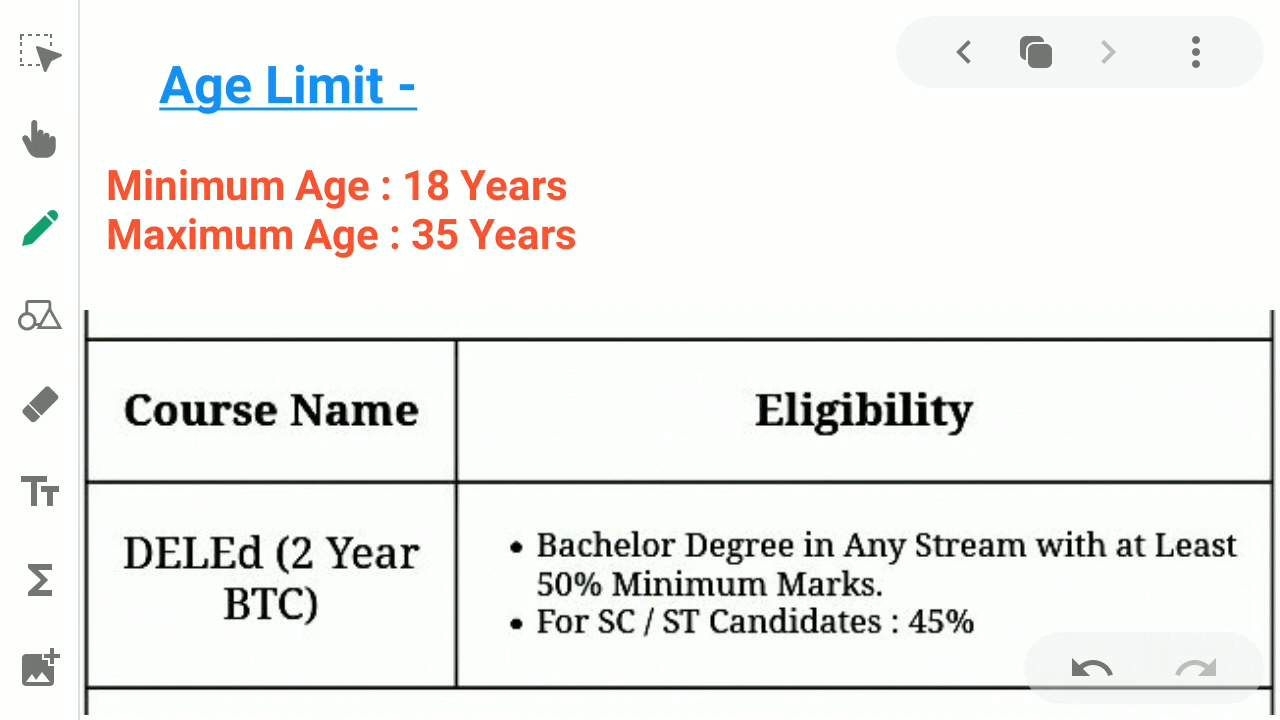 Age Limit -
Minimum Age : 18 Years
Maximum Age : 35 Years
Course Name
Eligibility
DELEd (2 Year
BTC)
• Bachelor Degree in Any Stream with at Least
50% Minimum Marks.
• For SC / ST Candidates : 45%